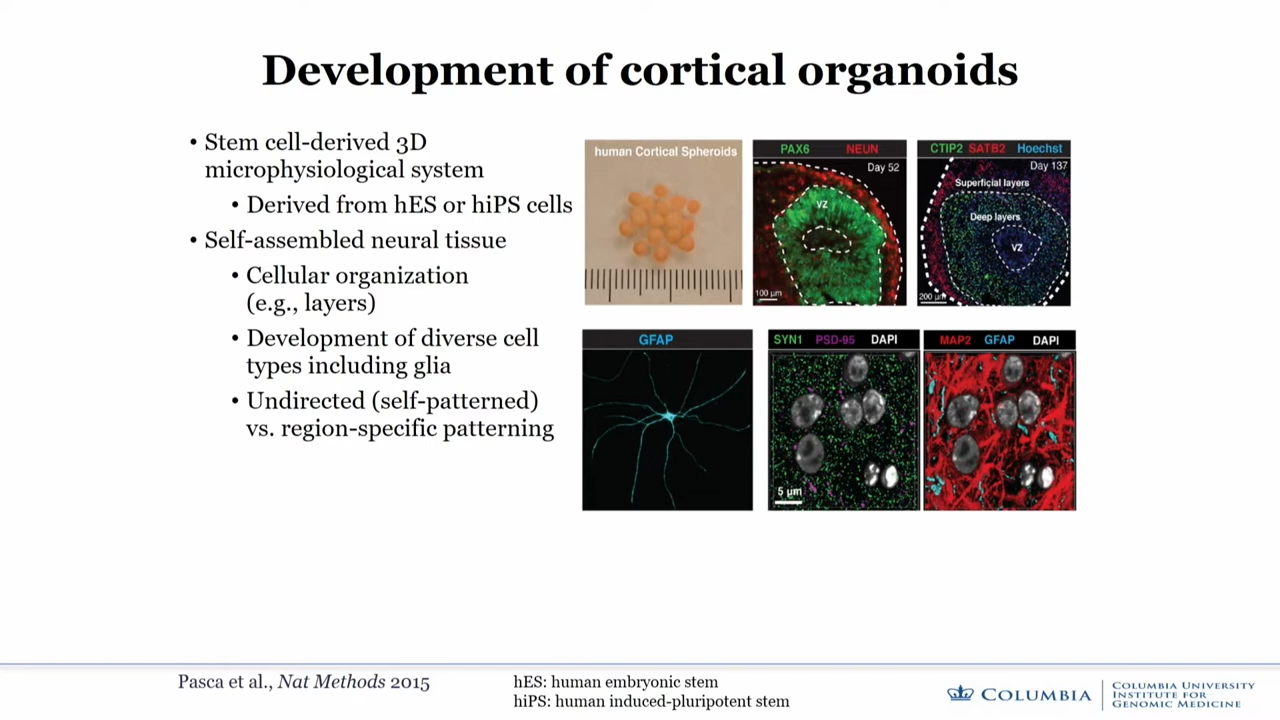 Development of cortical organoids
• Stem cell-derived 3D
microphysiological system
• Derived from hES or hiPS cells
• Self-assembled neural tissue
• Cellular organization
(e.g., layers)
• Development of diverse cell
types including glia
• Undirected (self-patterned)
vs. region-specific patterning
human Cortical Spheroids
PAX6 NEUN
Day 52
VZ
100 μm
CTIP2 SATB2 Hoechst
Day 137
Superficial layers
Deep layers
VZ
200 μm
GFAP
SYN1 PSD-95 DAPI
5 μm
MAP2 GFAP DAPI
Pasca et al., Nat Methods 2015
hES: human embryonic stem
hiPS: human induced-pluripotent stem
COLUMBIA
COLUMBIA UNIVERSITY
INSTITUTE FOR
GENOMIC MEDICINE